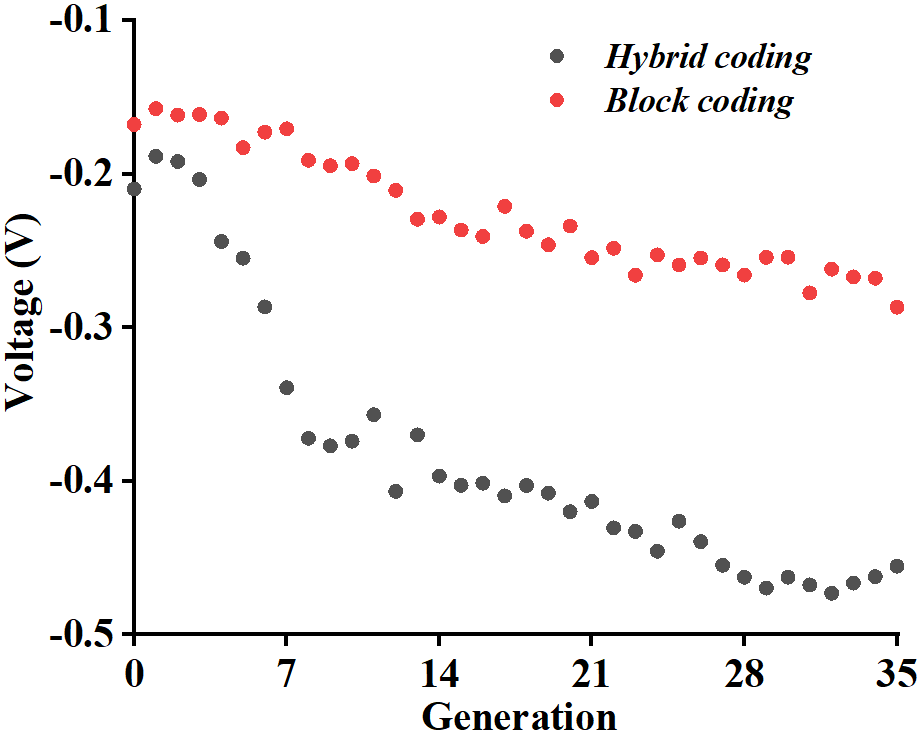 -0.1
Hybrid coding
Block coding
-0.2
-0.3
-0.4
-0.5
Voltage (V)
0 7 14 21 28 35
Generation